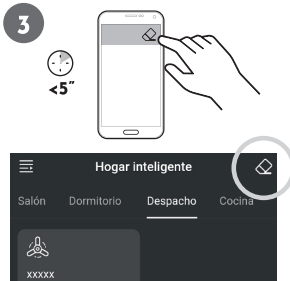 3
<5″
Hogar inteligente
Salón Dormitorio Despacho Cocina
xxxxx